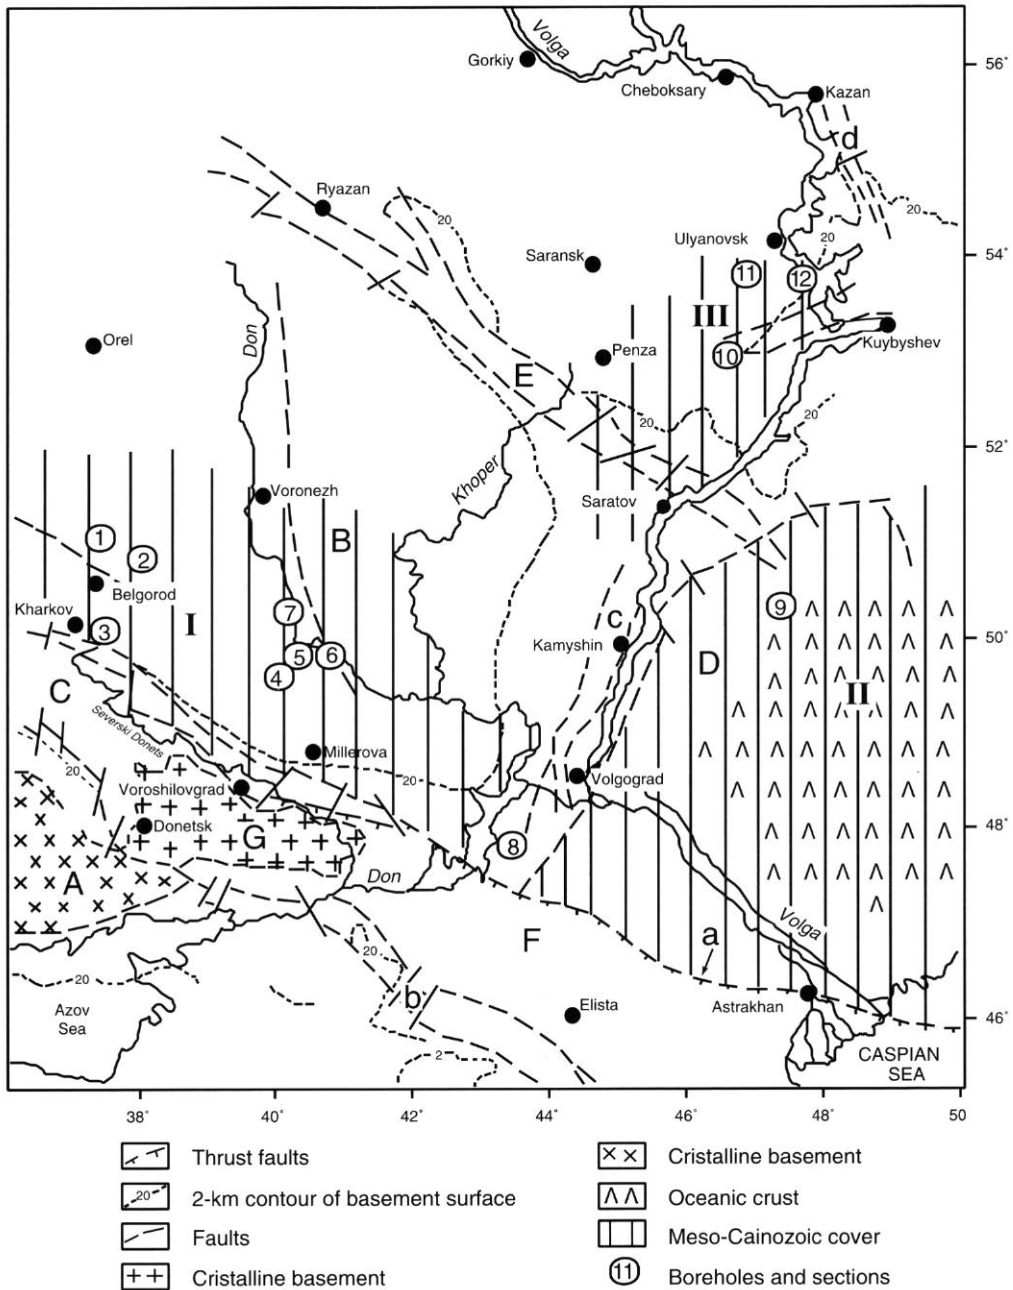 Volga
Gorkiy
Cheboksary
Kazan
56°
d
Ryazan
20
20
Saransk
Ulyanovsk
20
54°
11
12
III
Don
Orel
Penza
10
Kuybyshev
E
20
20
52°
Khoper
Voronezh
Saratov
B
1
2
Belgorod
9
Kharkov
3
I
7
c
50°
Kamyshin
5
6
4
D
II
C
Severski Donets
20
Millerova
20
Volgograd
Voroshilovgrad
Donetsk
G
8
48°
A
Don
F
a
Volga
20
20
b
Astrakhan
46°
Azov
Sea
Elista
2
CASPIAN
SEA
38°
40°
42°
44°
46°
48°
50
Thrust faults
20
2-km contour of basement surface
Faults
Cristalline basement
Cristalline basement
Oceanic crust
Meso-Cainozoic cover
11
Boreholes and sections